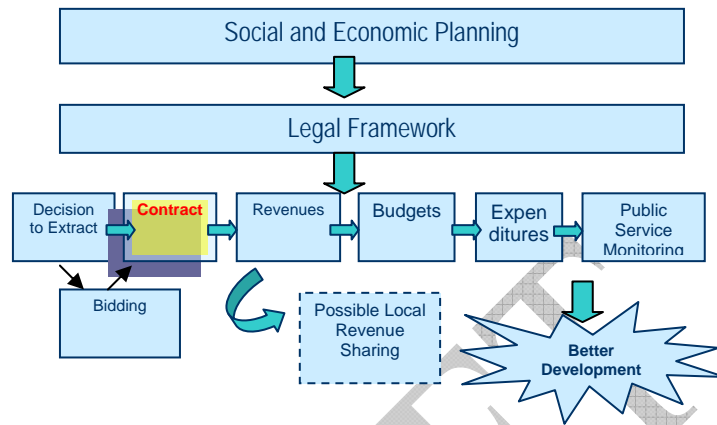 Social and Economic Planning
Legal Framework
Decision
to Extract
Contract
Revenues
Budgets
Expen
ditures
Public
Service
Monitoring
Bidding
Possible Local
Revenue
Sharing
Better
Development